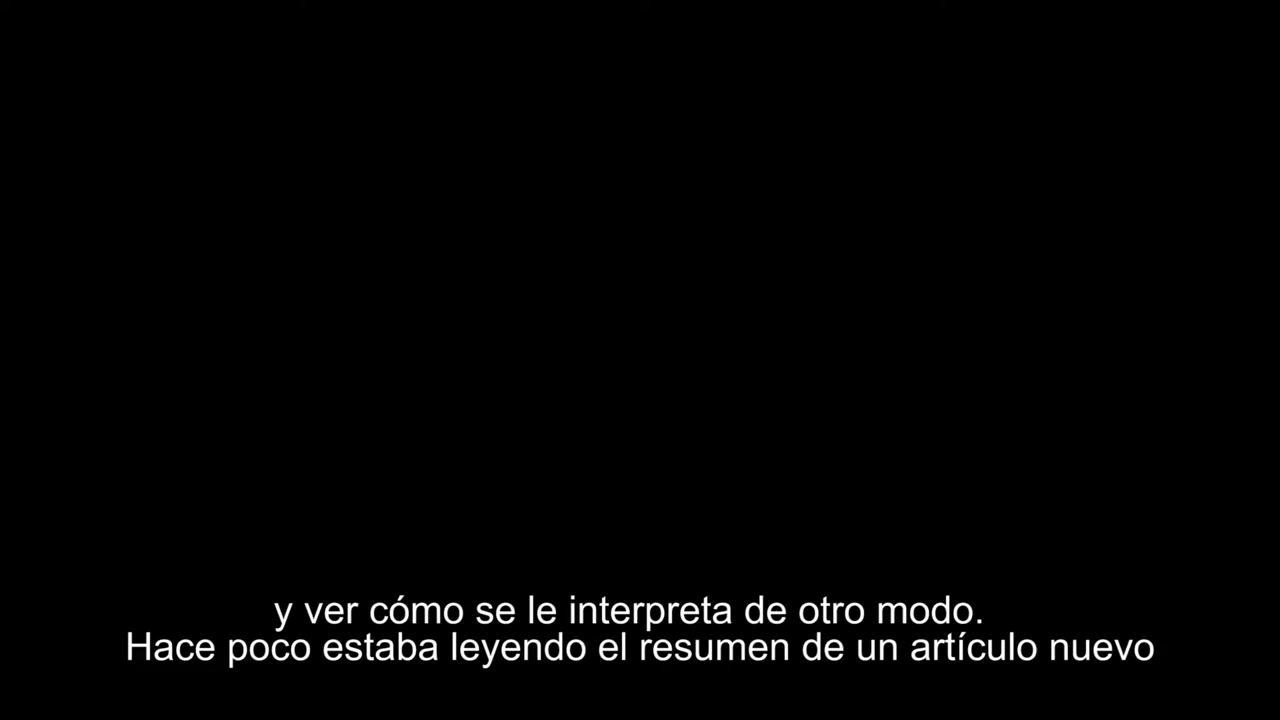 y ver cómo se le interpreta de otro modo.
Hace poco estaba leyendo el resumen de un artículo nuevo